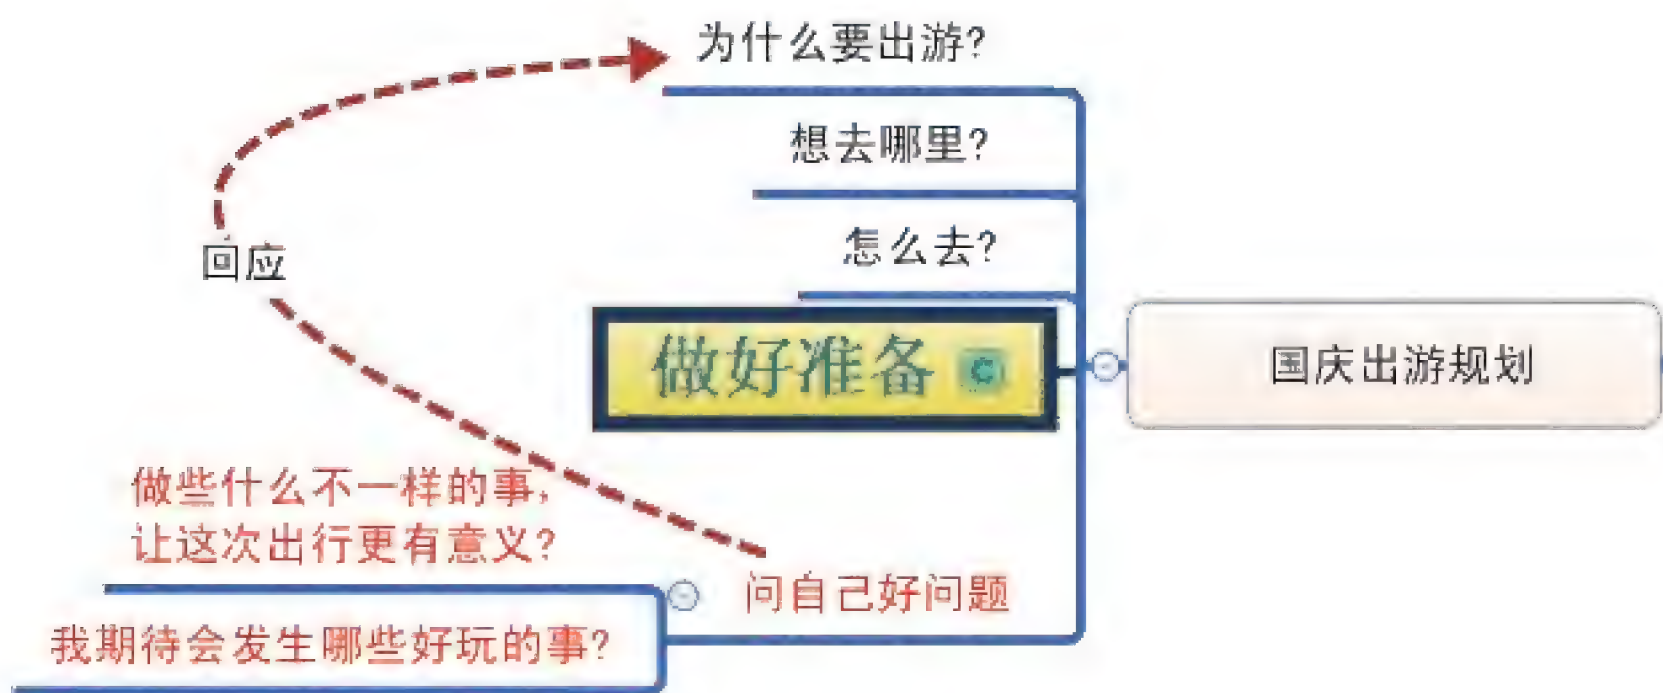 为什么要出游?
想去哪里?
怎么去?
回应
做好准备
国庆出游规划
做些什么不一样的事,
让这次出行更有意义?
问自己好问题
我期待会发生哪些好玩的事?